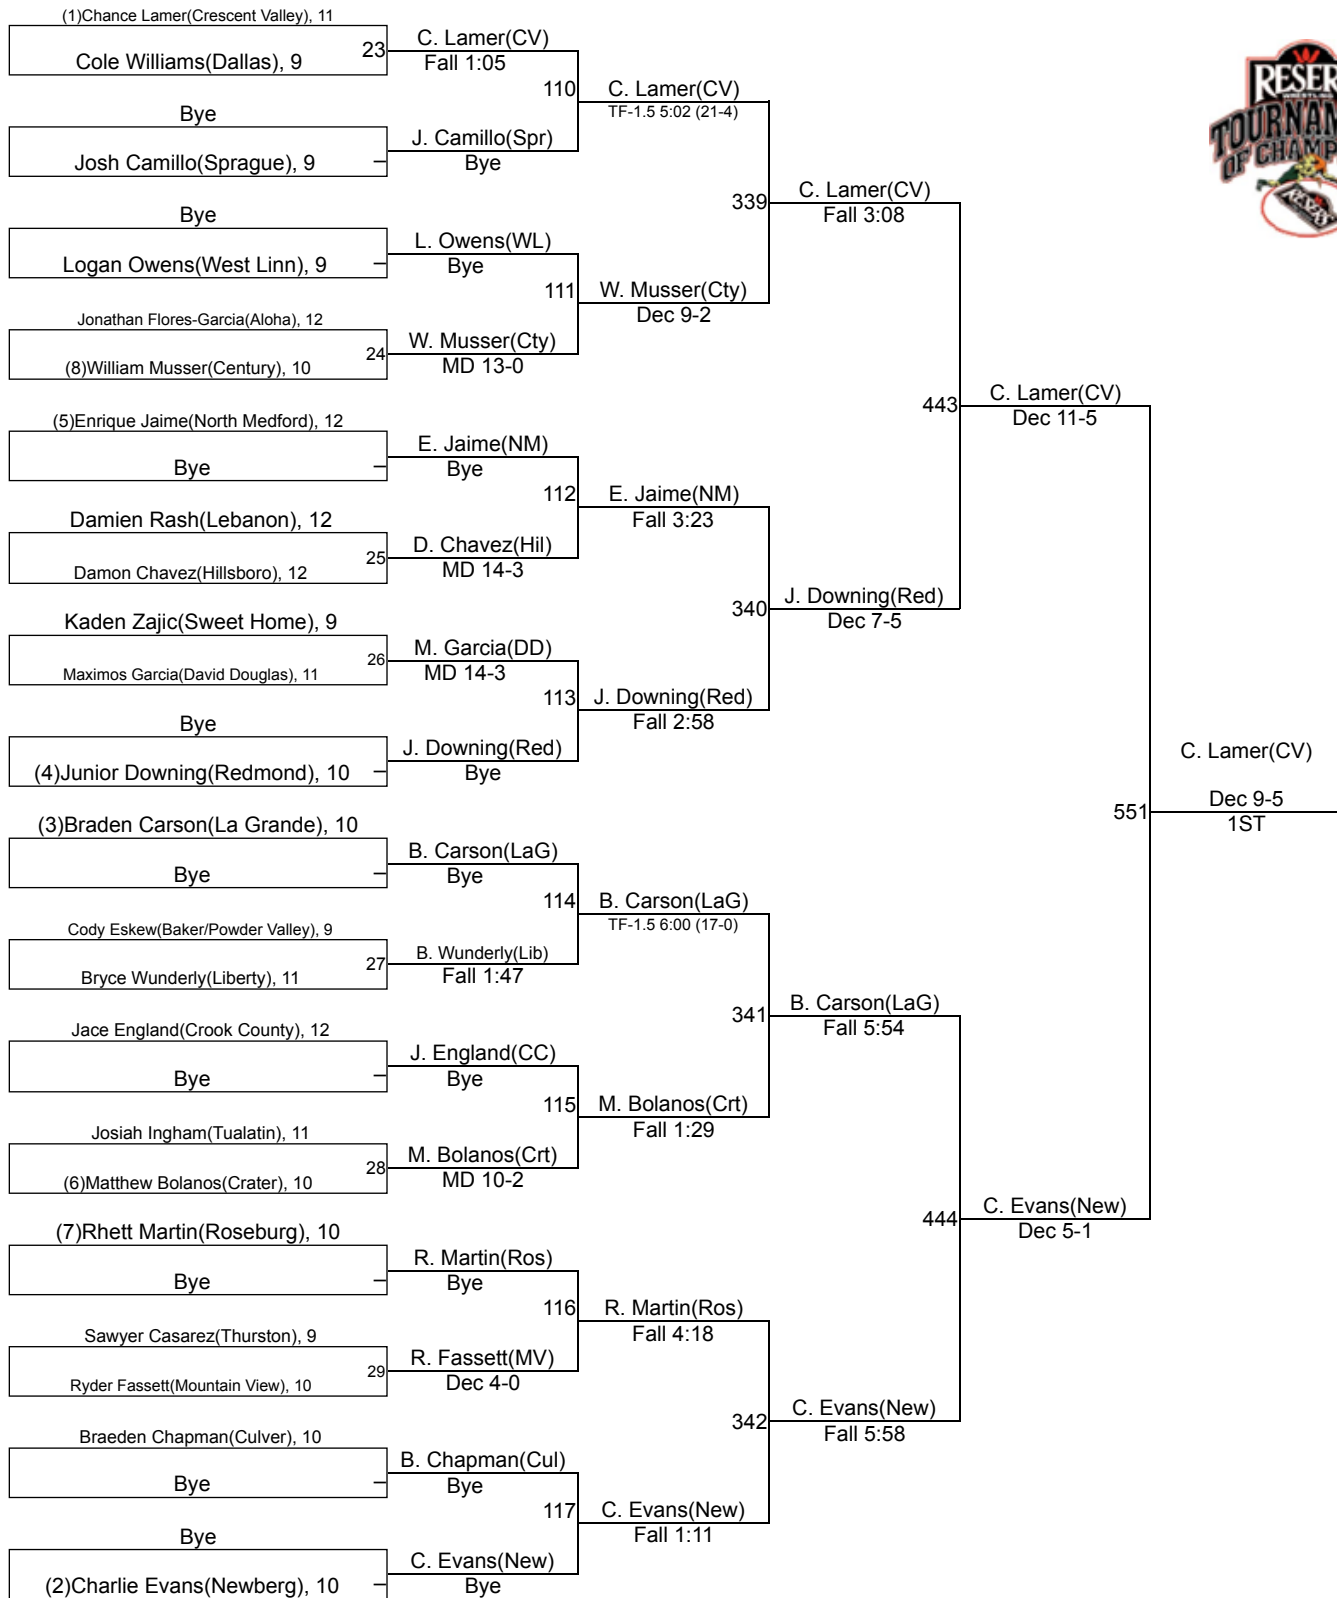 (1)Chance Lamer(Crescent Valley), 11
Cole Williams(Dallas), 9
23
C. Lamer(CV)
Fall 1:05
110
C. Lamer(CV)
TF-1.5 5:02 (21-4)
Bye
Josh Camillo(Sprague), 9
J. Camillo(Spr)
Bye
339
C. Lamer(CV)
Fall 3:08
Bye
Logan Owens(West Linn), 9
L. Owens(WL)
Bye
111
W. Musser(Cty)
Dec 9-2
Jonathan Flores-Garcia(Aloha), 12
(8)William Musser(Century), 10
24
W. Musser(Cty)
MD 13-0
443
C. Lamer(CV)
Dec 11-5
(5)Enrique Jaime(North Medford), 12
Bye
E. Jaime(NM)
Bye
112
E. Jaime(NM)
Fall 3:23
Damien Rash(Lebanon), 12
Damon Chavez(Hillsboro), 12
25
D. Chavez(Hil)
MD 14-3
340
J. Downing(Red)
Dec 7-5
Kaden Zajic(Sweet Home), 9
Maximos Garcia(David Douglas), 11
26
M. Garcia(DD)
MD 14-3
113
J. Downing(Red)
Fall 2:58
Bye
(4)Junior Downing(Redmond), 10
J. Downing(Red)
Bye
551
C. Lamer(CV)
Dec 9-5
1ST
(3)Braden Carson(La Grande), 10
Bye
B. Carson(LaG)
Bye
114
B. Carson(LaG)
TF-1.5 6:00 (17-0)
Cody Eskew(Baker/Powder Valley), 9
Bryce Wunderly(Liberty), 11
27
B. Wunderly(Lib)
Fall 1:47
341
B. Carson(LaG)
Fall 5:54
Jace England(Crook County), 12
Bye
J. England(CC)
Bye
115
M. Bolanos(Crt)
Fall 1:29
Josiah Ingham(Tualatin), 11
(6)Matthew Bolanos(Crater), 10
28
M. Bolanos(Crt)
MD 10-2
444
C. Evans(New)
Dec 5-1
(7)Rhett Martin(Roseburg), 10
Bye
R. Martin(Ros)
Bye
116
R. Martin(Ros)
Fall 4:18
Sawyer Casarez(Thurston), 9
Ryder Fassett(Mountain View), 10
29
R. Fassett(MV)
Dec 4-0
342
C. Evans(New)
Fall 5:58
Braeden Chapman(Culver), 10
Bye
B. Chapman(Cul)
Bye
117
C. Evans(New)
Fall 1:11
Bye
(2)Charlie Evans(Newberg), 10
C. Evans(New)
Bye